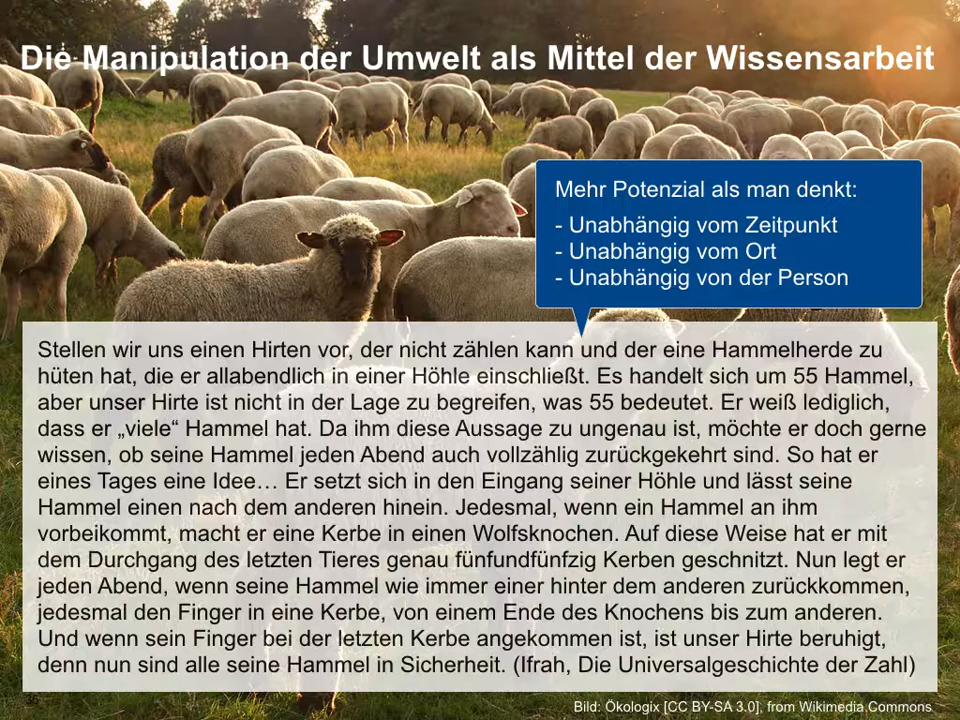 Die Manipulation der Umwelt als Mittel der Wissensarbeit
Mehr Potenzial als man denkt:
- Unabhängig vom Zeitpunkt
- Unabhängig vom Ort
- Unabhängig von der Person
Stellen wir uns einen Hirten vor, der nicht zählen kann und der eine Hammelherde zu
hüten hat, die er allabendlich in einer Höhle einschließt. Es handelt sich um 55 Hammel,
aber unser Hirte ist nicht in der Lage zu begreifen, was 55 bedeutet. Er weiß lediglich,
dass er „viele“ Hammel hat. Da ihm diese Aussage zu ungenau ist, möchte er doch gerne
wissen, ob seine Hammel jeden Abend auch vollzählig zurückgekehrt sind. So hat er
eines Tages eine Idee… Er setzt sich in den Eingang seiner Höhle und lässt seine
Hammel einen nach dem anderen hinein. Jedesmal, wenn ein Hammel an ihm
vorbeikommt, macht er eine Kerbe in einen Wolfsknochen. Auf diese Weise hat er mit
dem Durchgang des letzten Tieres genau fünfundfünfzig Kerben geschnitzt. Nun legt er
jeden Abend, wenn seine Hammel wie immer einer hinter dem anderen zurückkommen,
jedesmal den Finger in eine Kerbe, von einem Ende des Knochens bis zum anderen.
Und wenn sein Finger bei der letzten Kerbe angekommen ist, ist unser Hirte beruhigt,
denn nun sind alle seine Hammel in Sicherheit. (Ifrah, Die Universalgeschichte der Zahl)
Bild: Ökologix [CC BY-SA 3.0], from Wikimedia Commons